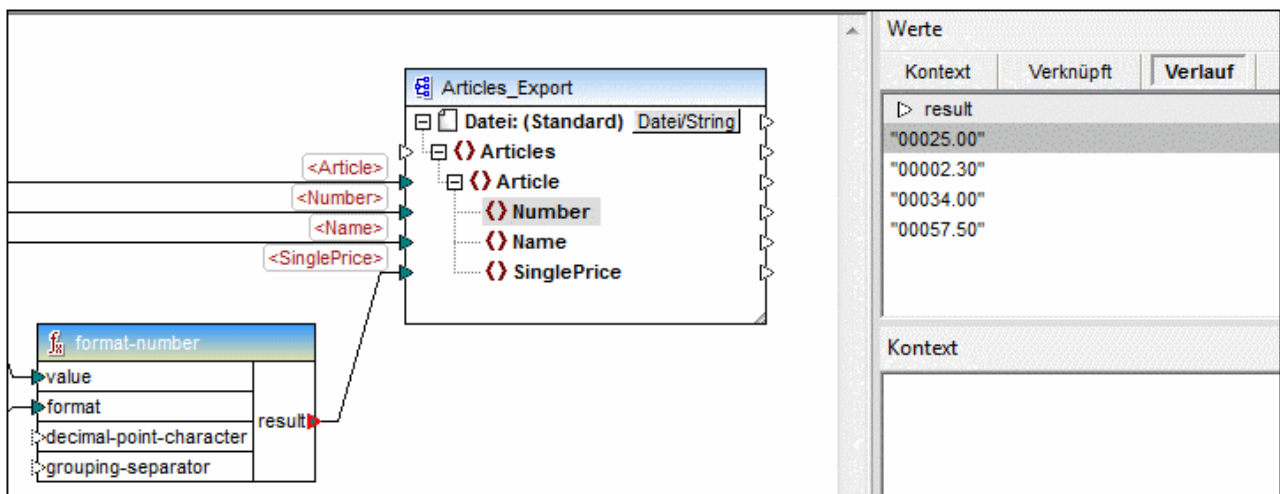 Articles_Export
Datei: (Standard) Datei/String
Articles
<Article>
Article
<Number>
Number
<Name>
Name
<SinglePrice>
SinglePrice
format-number
value
format
result
decimal-point-character
grouping-separator
Werte
Kontext Verknüpft Verlauf
result
"00025.00"
"00002.30"
"00034.00"
"00057.50"
Kontext